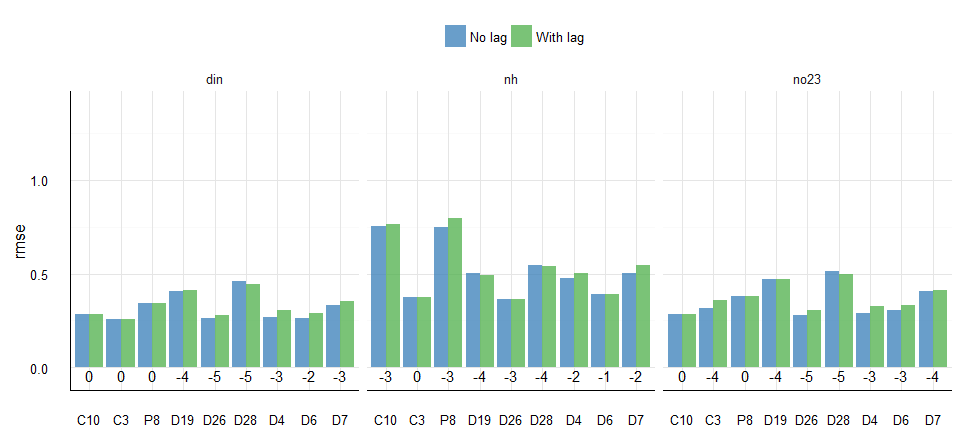 No lag With lag
din nh no23
1.0
rmse
0.5
0.0
0 0 0 -4 -5 -5 -3 -2 -3 -3 0 -3 -4 -3 -4 -2 -1 -2 0 -4 0 -4 -5 -5 -3 -3 -4
C10 C3 P8 D19 D26 D28 D4 D6 D7 C10 C3 P8 D19 D26 D28 D4 D6 D7 C10 C3 P8 D19 D26 D28 D4 D6 D7